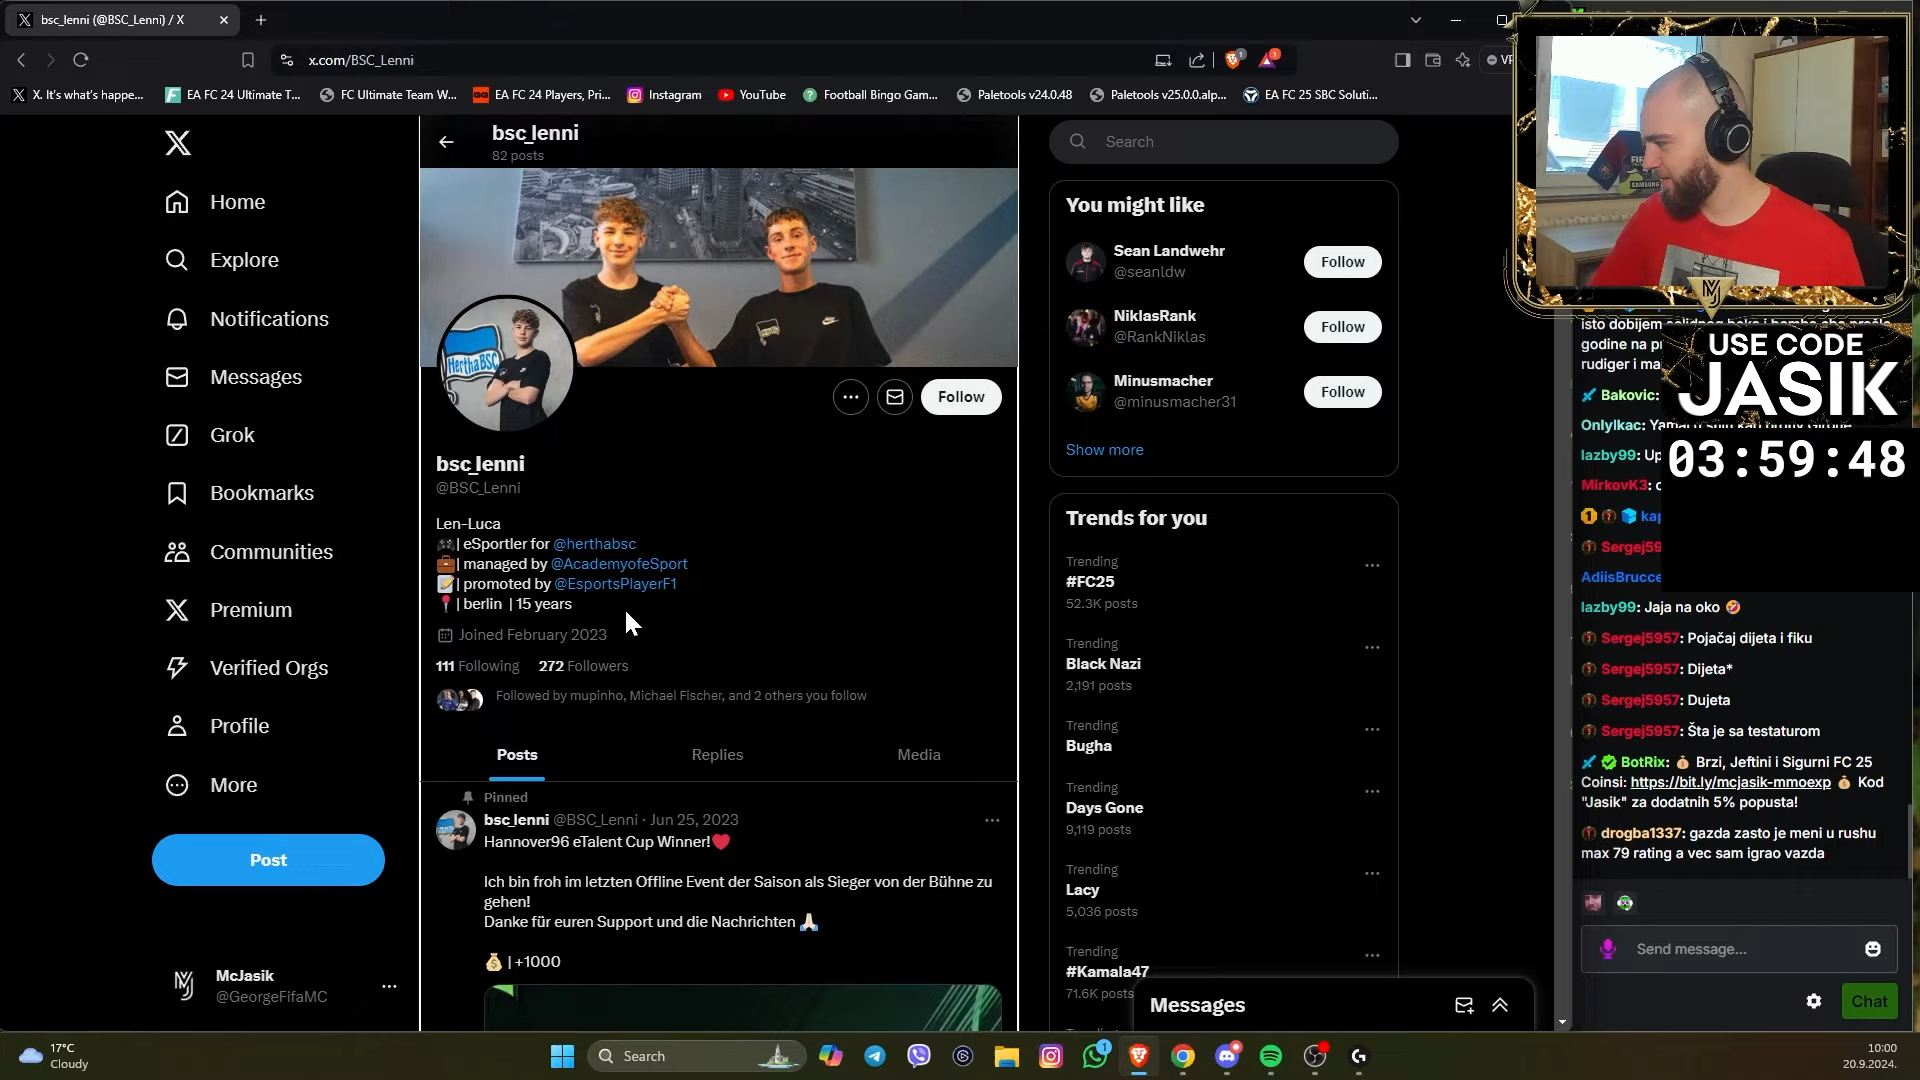 bsc_lenni (@BSC_Lenni) / X
x.com/BSC_Lenni
X. It's what's happe...
EA FC 24 Ultimate T...
FC Ultimate Team W...
EA FC 24 Players, Pri...
Instagram
YouTube
Football Bingo Gam...
Paletools v24.0.48
Paletools v25.0.0.alp...
EA FC 25 SBC Soluti...
Home
Explore
Notifications
Messages
Grok
Bookmarks
Communities
Premium
Verified Orgs
Profile
More
Post
McJasik
@GeorgeFifaMC
bsc_lenni
82 posts
Hertha BSC
Follow
bsc_lenni
@BSC_Lenni
Len-Luca
| eSportler for @herthabsc
| managed by @AcademyofeSport
| promoted by @EsportsPlayerF1
| berlin | 15 years
Joined February 2023
111 Following 272 Followers
Followed by mupinho, Michael Fischer, and 2 others you follow
Posts
Replies
Media
Pinned
bsc_lenni @BSC_Lenni · Jun 25, 2023
Hannover96 eTalent Cup Winner!❤️
Ich bin froh im letzten Offline Event der Saison als Sieger von der Bühne zu
gehen!
Danke für euren Support und die Nachrichten 🙏🏻
💰 | +1000
Search
You might like
Sean Landwehr
@seanldw
Follow
NiklasRank
@RankNiklas
Follow
Minusmacher
@minusmacher31
Follow
Show more
Trends for you
Trending
#FC25
52.3K posts
Trending
Black Nazi
2,191 posts
Trending
Bugha
Trending
Days Gone
9,119 posts
Trending
Lacy
5,036 posts
Trending
#Kamala47
71.6K posts
Messages
FIFA
SAMSUNG
MJ
isto dobijem
godine na
rudiger i ma
USE CODE
JASIK
03:59:48
Bakovic:
Onlylkac:
lazby99: Up
MirkovK3:
Sergej59
AdiisBrucce
lazby99: Jaja na oko 🤣
Sergej5957: Pojačaj dijeta i fiku
Sergej5957: Dijeta*
Sergej5957: Dujeta
Sergej5957: Šta je sa testaturom
BotRix: 💰 Brzi, Jeftini i Sigurni FC 25
Coinsi: https://bit.ly/mcjasik-mmoexp 💰 Kod
"Jasik" za dodatnih 5% popusta!
drogba1337: gazda zasto je meni u rushu
max 79 rating a vec sam igrao vazda
Send message...
Chat
17°C
Cloudy
Search
10:00
20.9.2024.